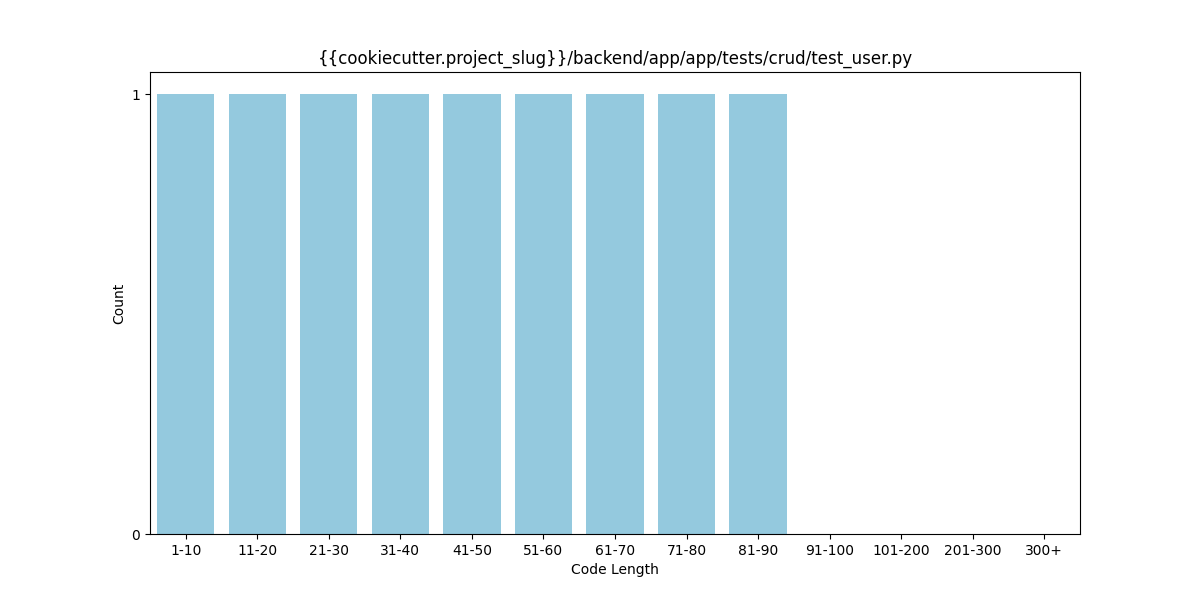 {{cookiecutter.project_slug}}/backend/app/app/tests/crud/test_user.py
1
Count
0
1-10 11-20 21-30 31-40 41-50 51-60 61-70 71-80 81-90 91-100 101-200 201-300 300+
Code Length